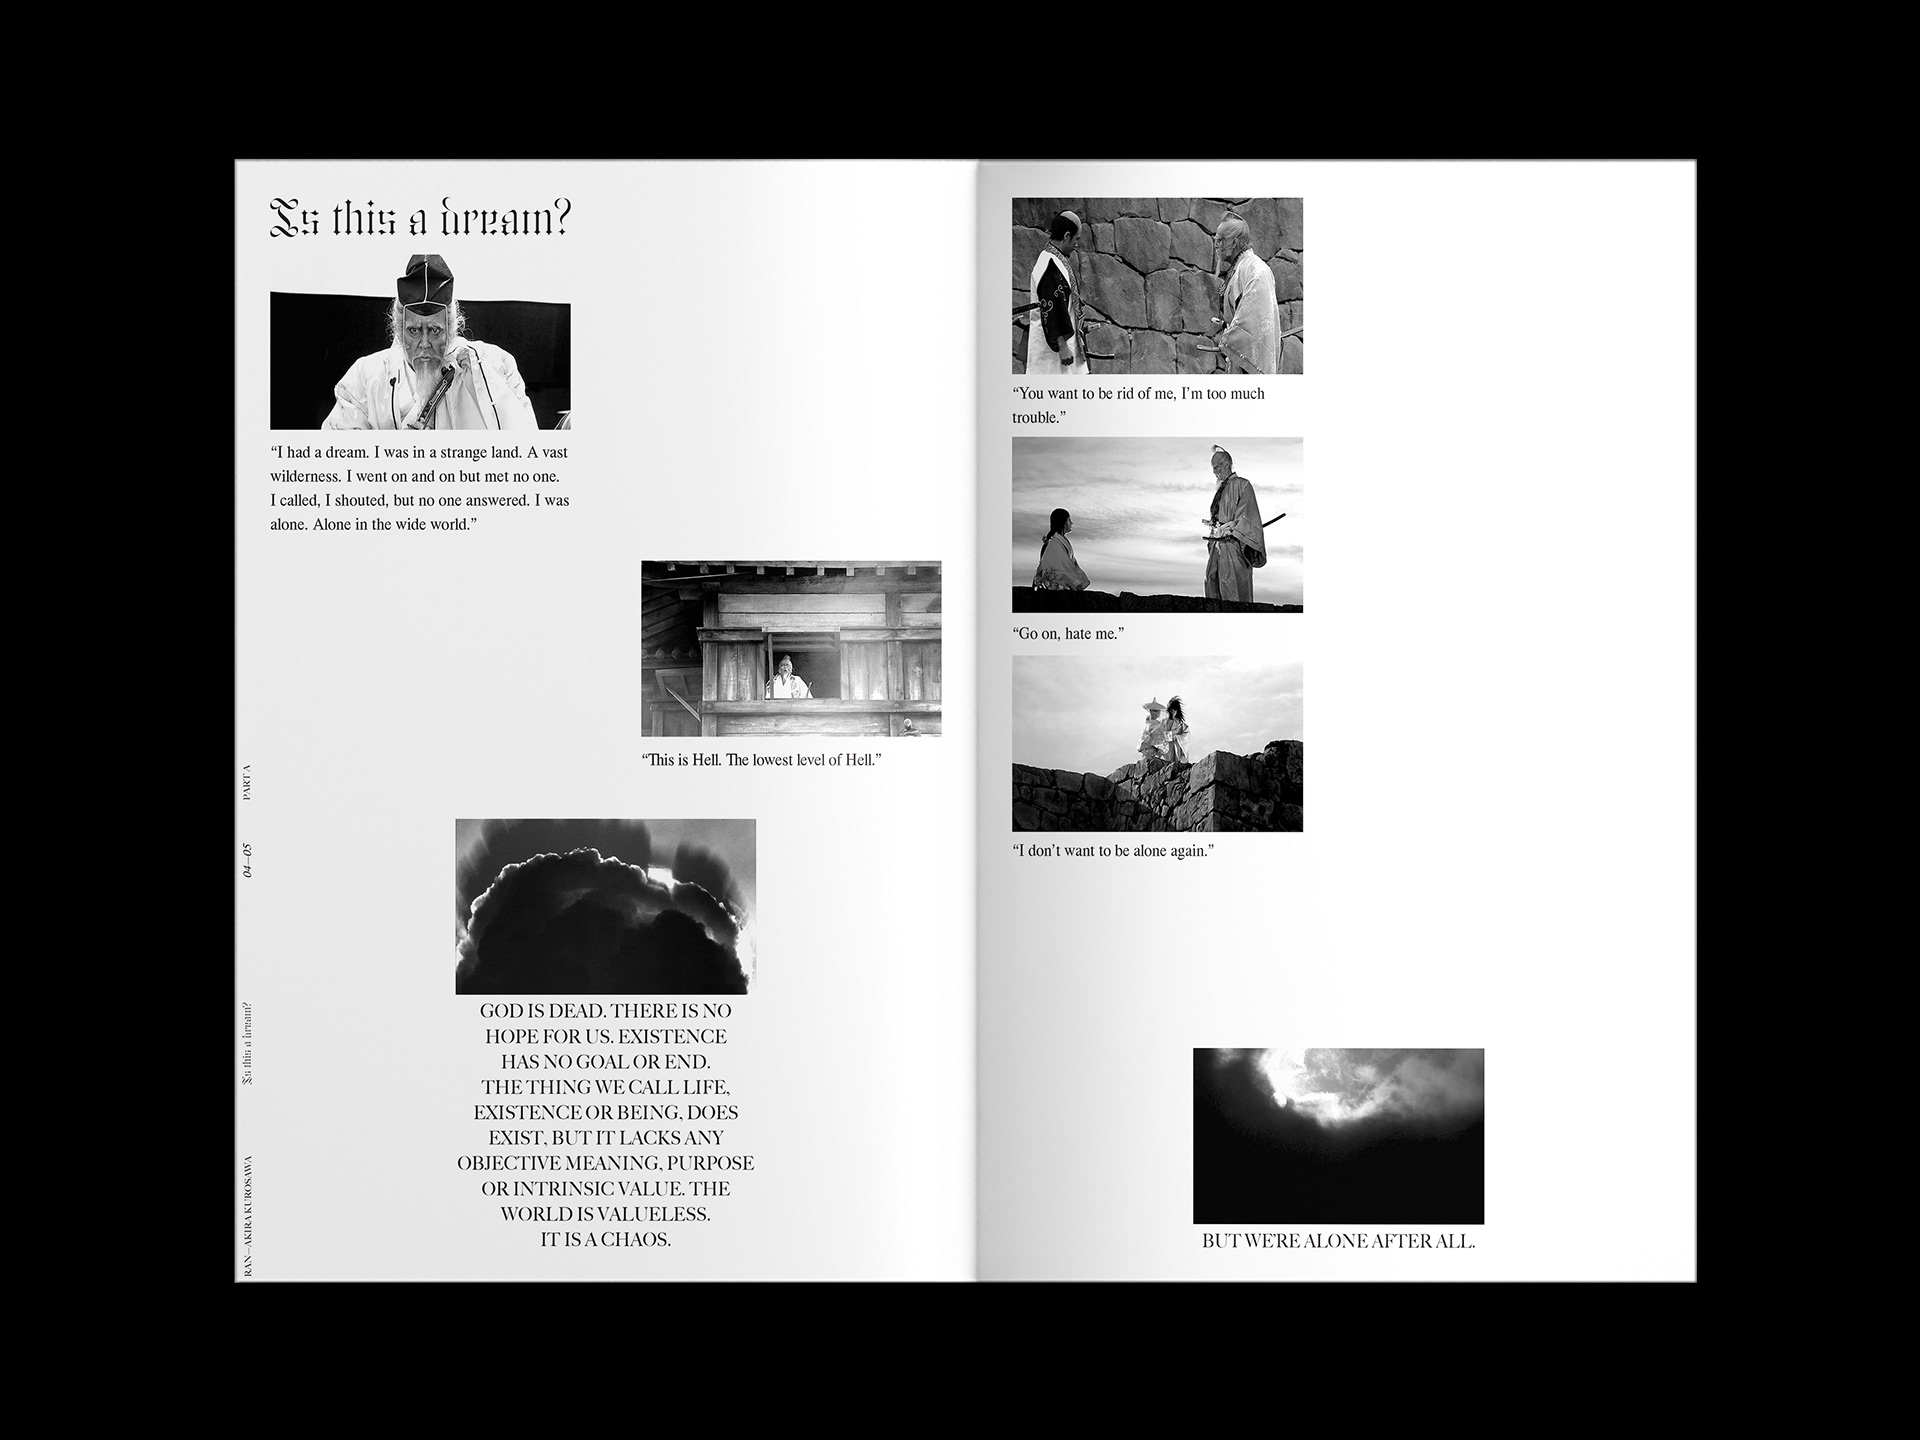 Is this a dream?
“I had a dream. I was in a strange land. A vast
wilderness. I went on and on but met no one.
I called, I shouted, but no one answered. I was
alone. Alone in the wide world.”
“This is Hell. The lowest level of Hell.”
GOD IS DEAD. THERE IS NO
HOPE FOR US. EXISTENCE
HAS NO GOAL OR END.
THE THING WE CALL LIFE,
EXISTENCE OR BEING, DOES
EXIST, BUT IT LACKS ANY
OBJECTIVE MEANING, PURPOSE
OR INTRINSIC VALUE. THE
WORLD IS VALUELESS.
IT IS A CHAOS.
RAN—AKIRA KUROSAWA
Is this a dream?
04—05
PART A
“You want to be rid of me, I’m too much
trouble.”
“Go on, hate me.”
“I don’t want to be alone again.”
BUT WE'RE ALONE AFTER ALL.